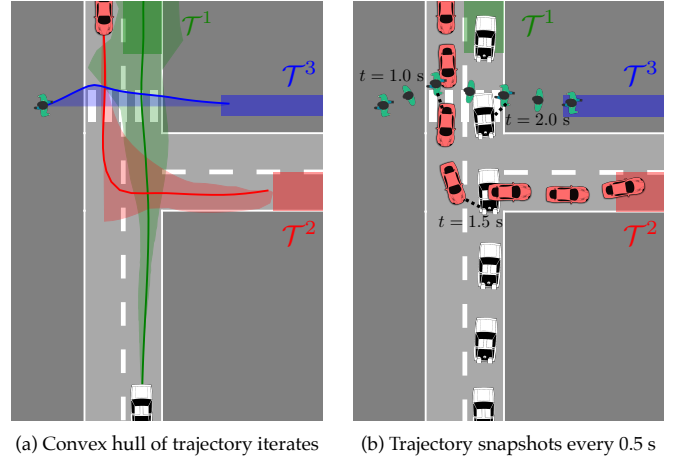 𝒯¹
𝒯³
𝒯²
(a) Convex hull of trajectory iterates
𝒯¹
𝒯³
t = 1.0 s
t = 2.0 s
t = 1.5 s
𝒯²
(b) Trajectory snapshots every 0.5 s